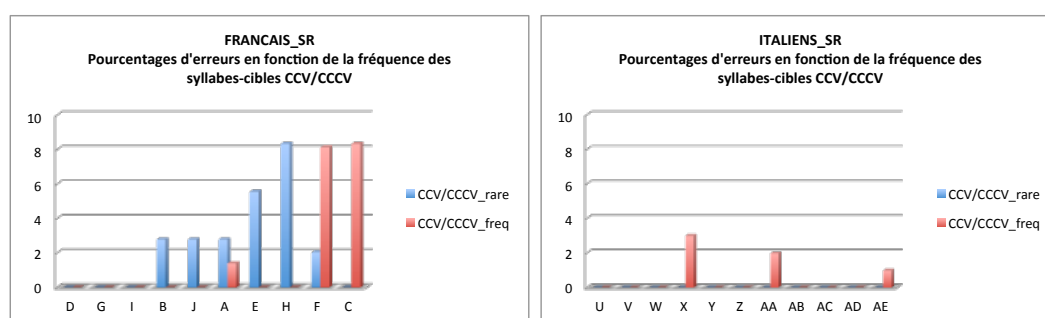 FRANCAIS_SR
Pourcentages d'erreurs en fonction de la fréquence des
syllabes-cibles CCV/CCCV
10
8
6
4
2
0
D G I B J A E H F C
CCV/CCCV_rare
CCV/CCCV_freq
ITALIENS_SR
Pourcentages d'erreurs en fonction de la fréquence des
syllabes-cibles CCV/CCCV
10
8
6
4
2
0
U V W X Y Z AA AB AC AD AE
CCV/CCCV_rare
CCV/CCCV_freq